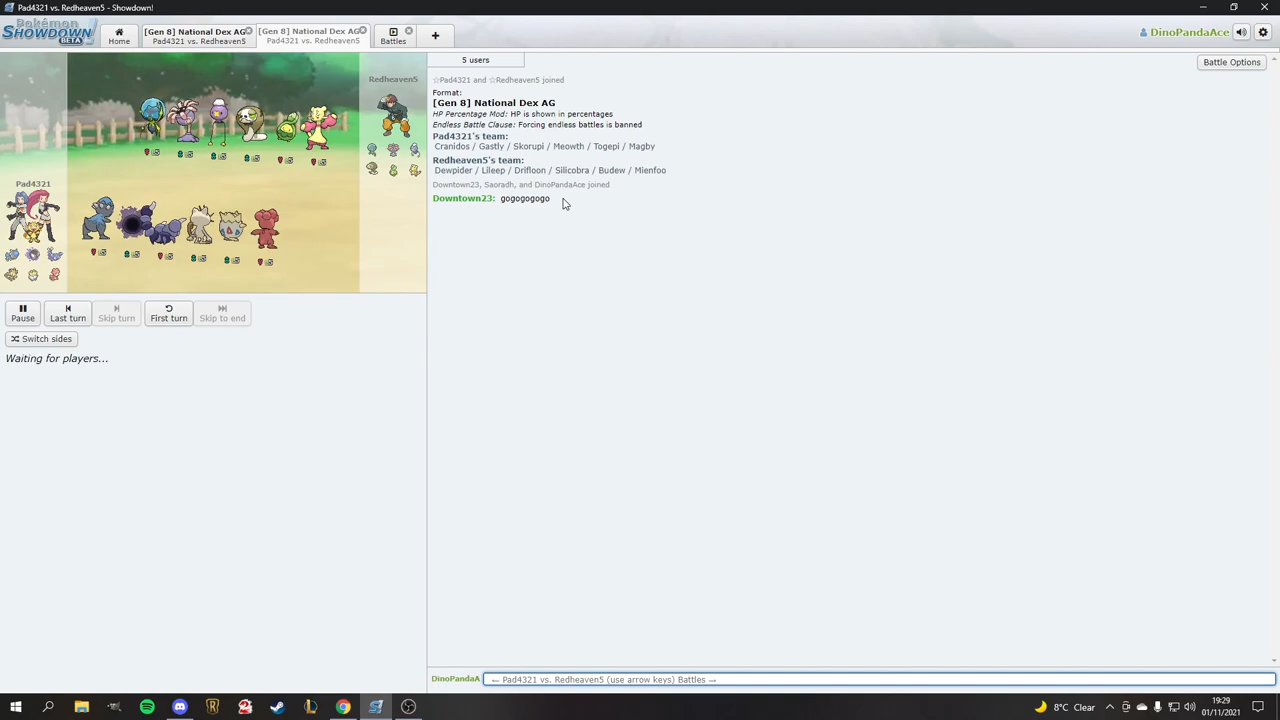 Pad4321 vs. Redheaven5 - Showdown!
Pokémon
SHOWDOWN!
BETA
Home
[Gen 8] National Dex AG
Pad4321 vs. Redheaven5
[Gen 8] National Dex AG
Pad4321 vs. Redheaven5
Battles
DinoPandaAce
5 users
Battle Options
Redheaven5
Pad4321
☆Pad4321 and ☆Redheaven5 joined
Format:
[Gen 8] National Dex AG
HP Percentage Mod: HP is shown in percentages
Endless Battle Clause: Forcing endless battles is banned
Pad4321's team:
Cranidos / Gastly / Skorupi / Meowth / Togepi / Magby
Redheaven5's team:
Dewpider / Lileep / Drifloon / Silicobra / Budew / Mienfoo
Downtown23, Saoradh, and DinoPandaAce joined
Downtown23: gogogogogo
Pause
Last turn
Skip turn
First turn
Skip to end
Switch sides
Waiting for players...
DinoPandaA
← Pad4321 vs. Redheaven5 (use arrow keys) Battles →
8°C Clear
19:29
01/11/2021